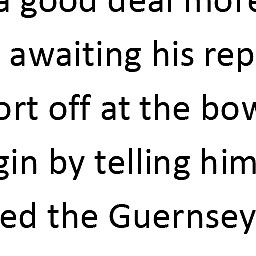 a good deal more
awaiting his rep
ort off at the bow
gin by telling him
ed the Guernsey